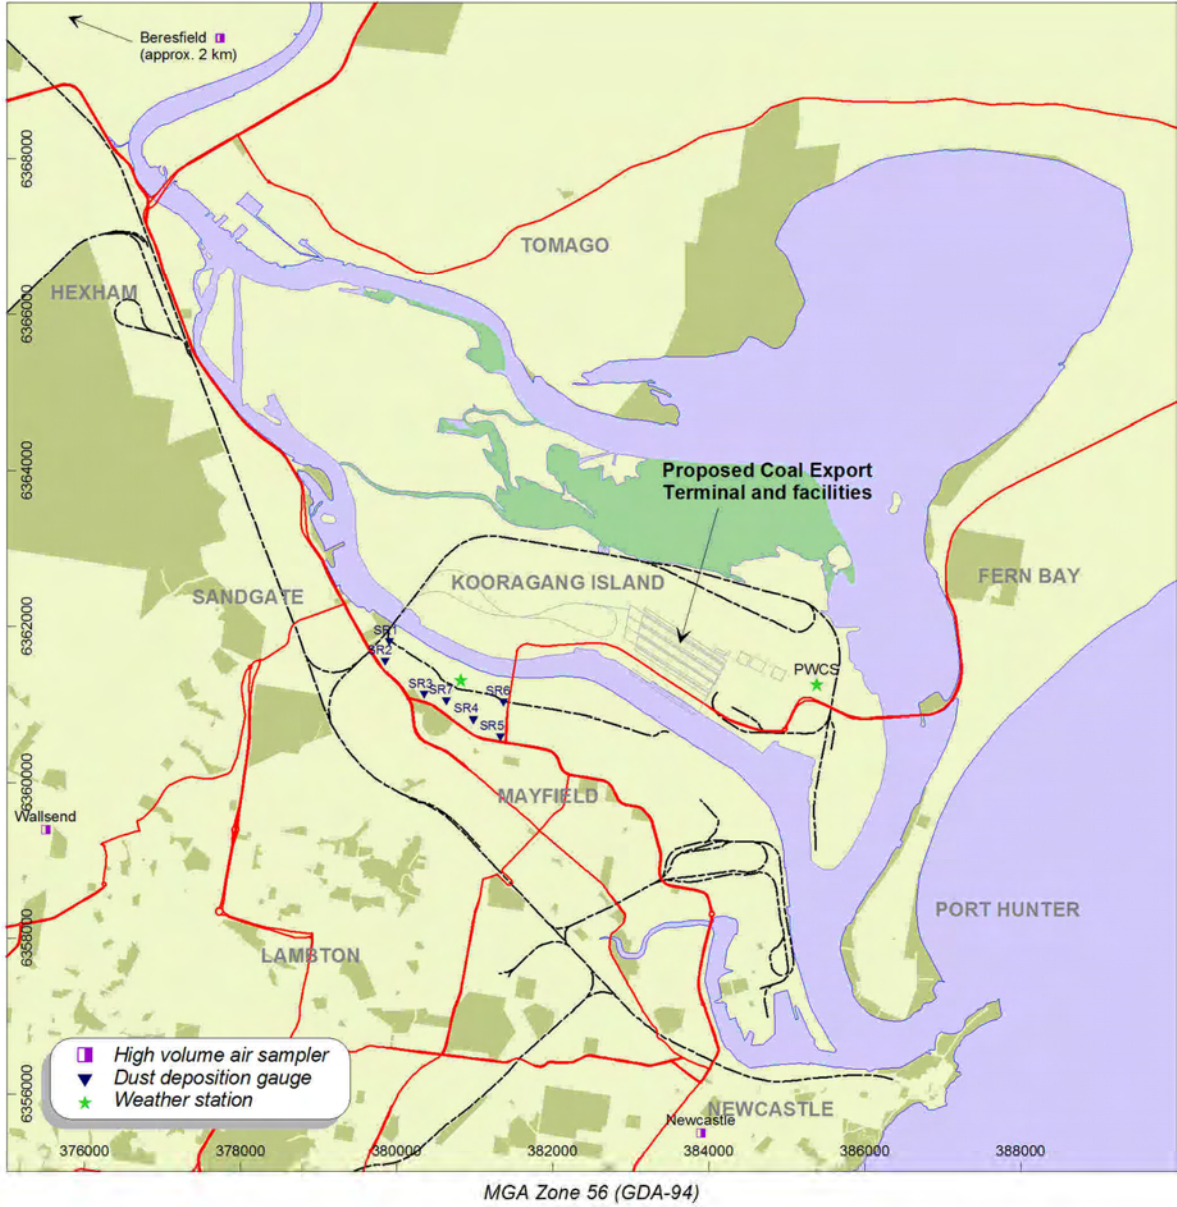 Beresfield
(approx. 2 km)
6368000
TOMAGO
HEXHAM
6366000
6364000
Proposed Coal Export
Terminal and facilities
KOORAGANG ISLAND
FERN BAY
SANDGATE
6362000
SR1
SR2
PWCS
SR3
SR7
SR6
SR4
SR5
6360000
MAYFIELD
Wallsend
PORT HUNTER
6358000
LAMBTON
High volume air sampler
Dust deposition gauge
Weather station
6356000
NEWCASTLE
Newcastle
376000
378000
380000
382000
384000
386000
388000
MGA Zone 56 (GDA-94)